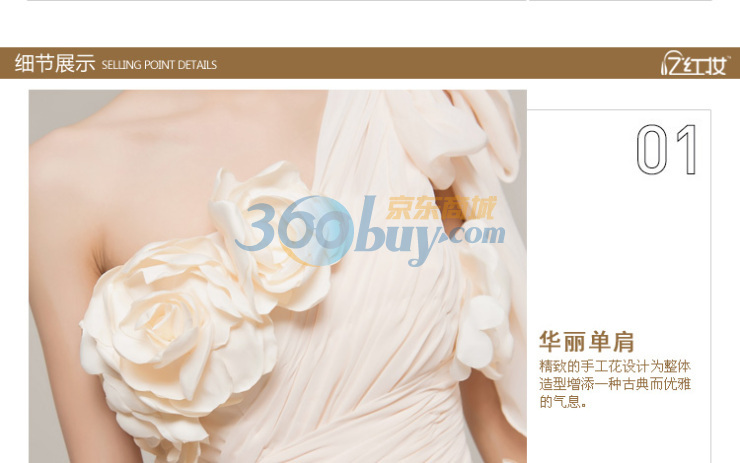 细节展示 SELLING POINT DETAILS
红妆
01
京东商城
360buy.com
华丽单肩
精致的手工花设计为整体
造型增添一种古典而优雅
的气息。